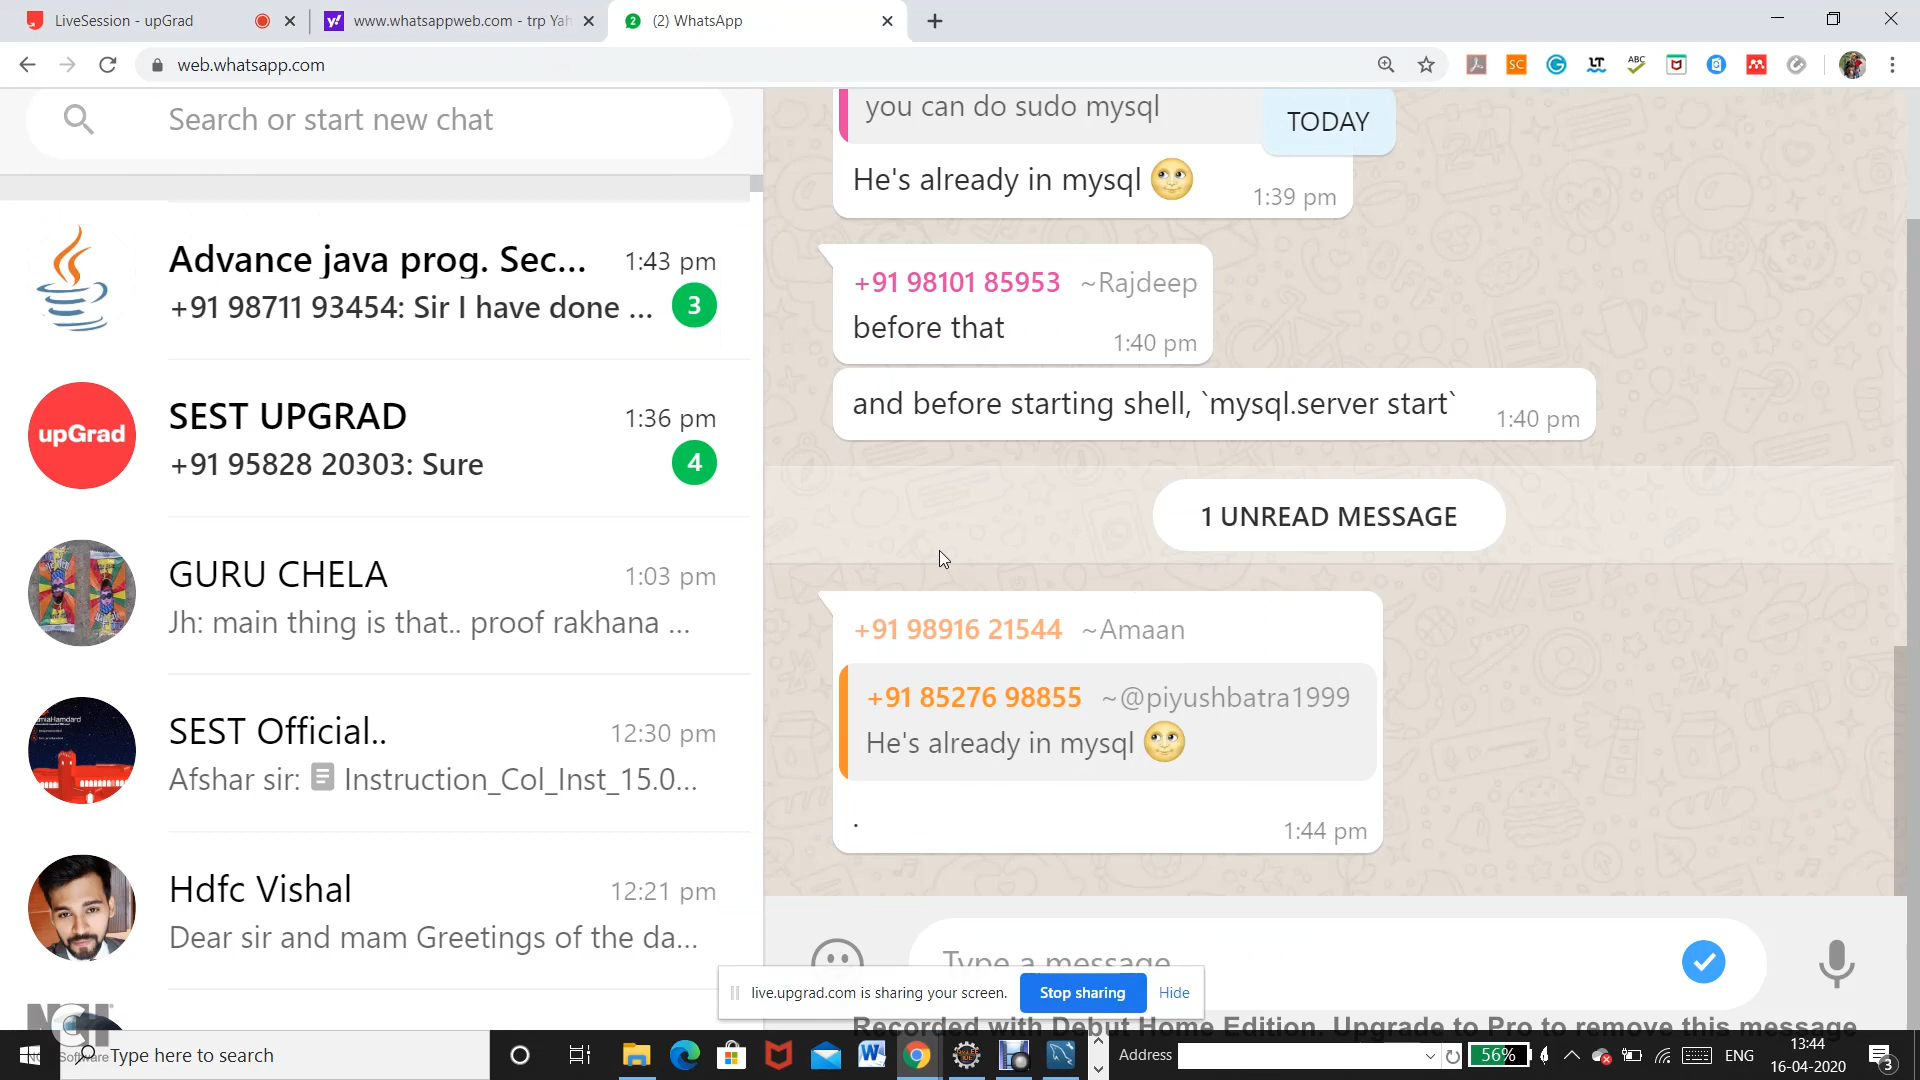 LiveSession - upGrad
www.whatsappweb.com - trp Yah
2
(2) WhatsApp
web.whatsapp.com
Search or start new chat
Advance java prog. Sec...
1:43 pm
+91 98711 93454: Sir I have done ...
3
upGrad
SEST UPGRAD
1:36 pm
+91 95828 20303: Sure
4
GURU CHELA
1:03 pm
Jh: main thing is that.. proof rakhana ...
SEST Official..
12:30 pm
Afshar sir: Instruction_Col_Inst_15.0...
Hdfc Vishal
12:21 pm
Dear sir and mam Greetings of the da...
you can do sudo mysql
TODAY
He's already in mysql 🌝
1:39 pm
+91 98101 85953 ~Rajdeep
before that
1:40 pm
and before starting shell, `mysql.server start`
1:40 pm
1 UNREAD MESSAGE
+91 98916 21544 ~Amaan
+91 85276 98855 ~@piyushbatra1999
He's already in mysql 🌝
.
1:44 pm
Type a message
live.upgrad.com is sharing your screen.
Stop sharing
Hide
Recorded with Debut Home Edition. Upgrade to Pro to remove this message
NCH
Software
Type here to search
Address
56%
ENG
13:44
16-04-2020
3